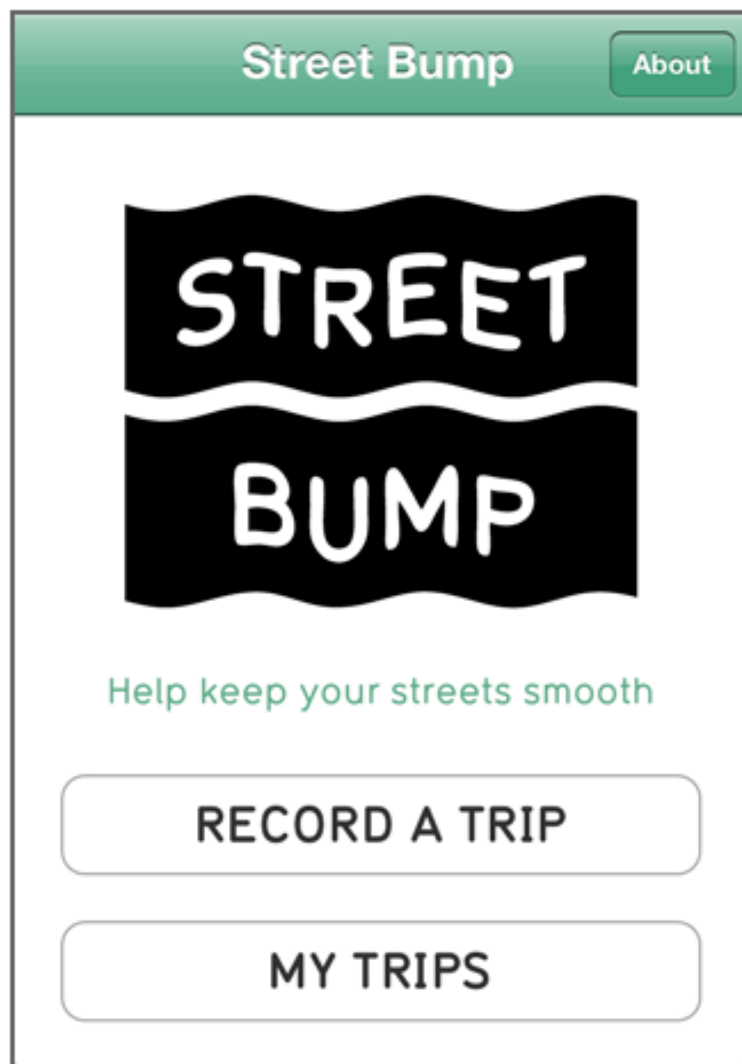 Street Bump
About
STREET
BUMP
Help keep your streets smooth
RECORD A TRIP
MY TRIPS